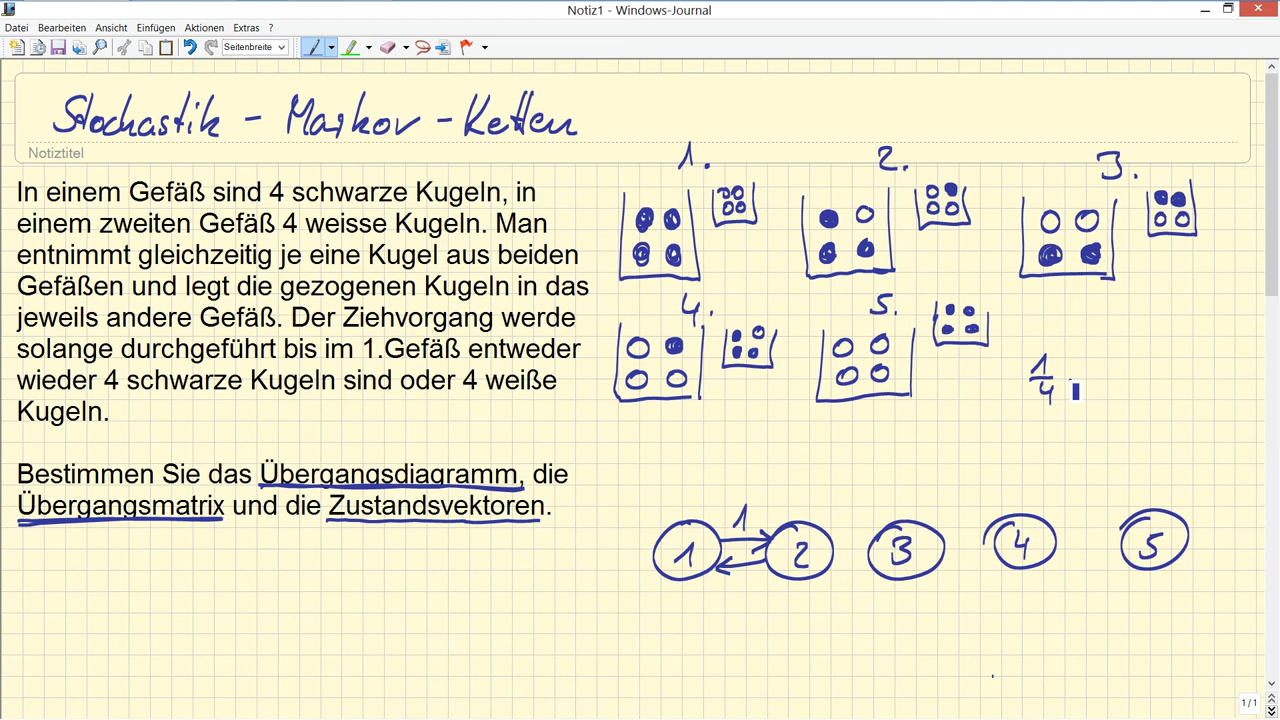 Notiz1 - Windows-Journal
Datei Bearbeiten Ansicht Einfügen Aktionen Extras ?
Seitenbreite
Stochastik - Markov - Ketten
Notiztitel
In einem Gefäß sind 4 schwarze Kugeln, in
einem zweiten Gefäß 4 weisse Kugeln. Man
entnimmt gleichzeitig je eine Kugel aus beiden
Gefäßen und legt die gezogenen Kugeln in das
jeweils andere Gefäß. Der Ziehvorgang werde
solange durchgeführt bis im 1.Gefäß entweder
wieder 4 schwarze Kugeln sind oder 4 weiße
Kugeln.
Bestimmen Sie das Übergangsdiagramm, die
Übergangsmatrix und die Zustandsvektoren.
1. 2. 3.
4. 5.
1/4
1
1 2 3 4 5
1/1